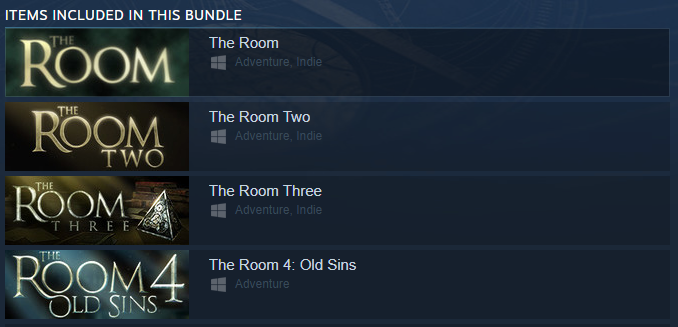 ITEMS INCLUDED IN THIS BUNDLE
THE
ROOM
The Room
Adventure, Indie
THE
ROOM
TWO
The Room Two
Adventure, Indie
THE
ROOM
THREE
The Room Three
Adventure, Indie
THE
ROOM 4
OLD SINS
The Room 4: Old Sins
Adventure